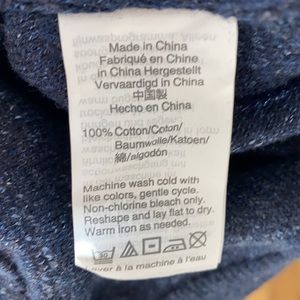 Made in China
Fabriqué en Chine
in China Hergestellt
Vervaardigd in China
中国製
Hecho en China
100% Cotton/Coton/
Baumwolle/Katoen/
綿/algodón
Machine wash cold with
like colors, gentle cycle.
Non-chlorine bleach only.
Reshape and lay flat to dry.
Warm iron as needed.
30
Laver à la machine à l'eau